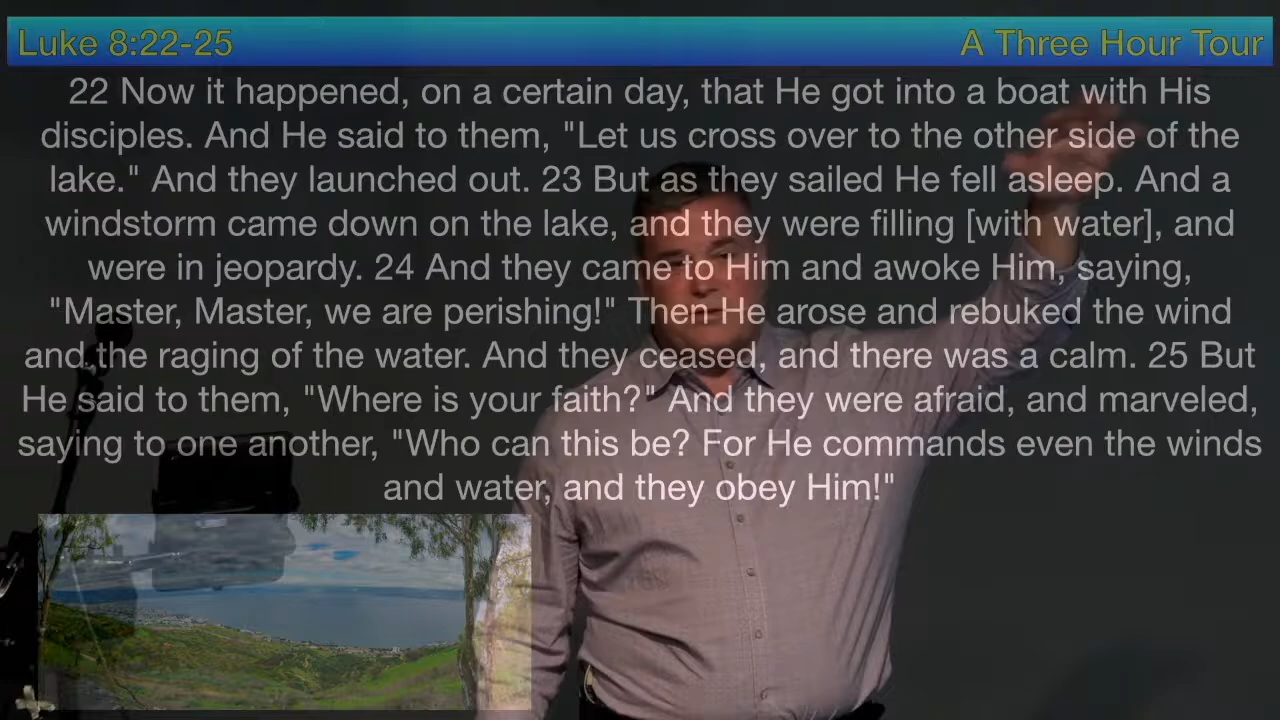 Luke 8:22-25
A Three Hour Tour
22 Now it happened, on a certain day, that He got into a boat with His
disciples. And He said to them, "Let us cross over to the other side of the
lake." And they launched out. 23 But as they sailed He fell asleep. And a
windstorm came down on the lake, and they were filling [with water], and
were in jeopardy. 24 And they came to Him and awoke Him, saying,
"Master, Master, we are perishing!" Then He arose and rebuked the wind
and the raging of the water. And they ceased, and there was a calm. 25 But
He said to them, "Where is your faith?" And they were afraid, and marveled,
saying to one another, "Who can this be? For He commands even the winds
and water, and they obey Him!"